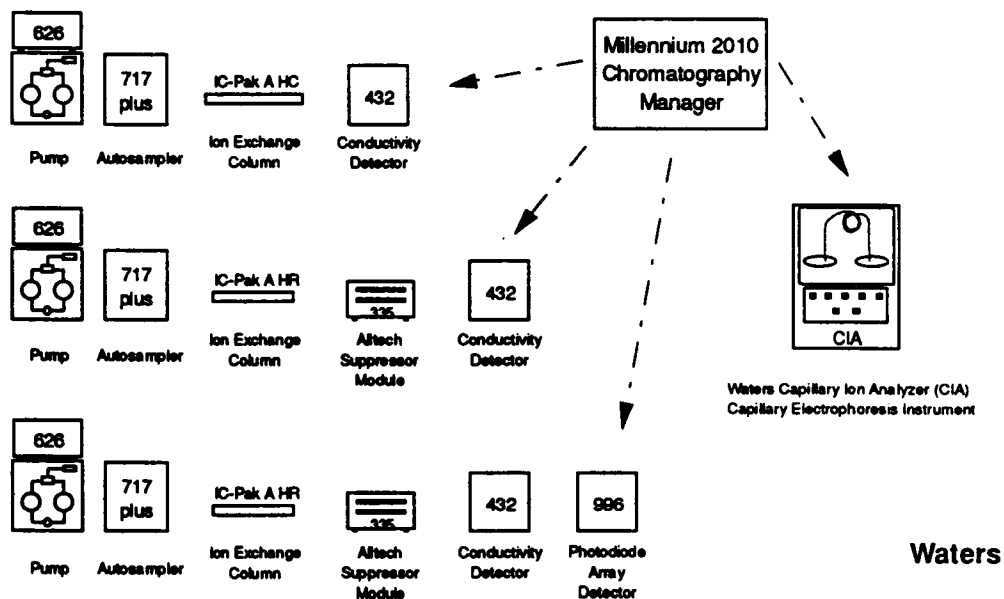 626
717
plus
IC-Pak A HC
432
Pump
Autosampler
Ion Exchange
Column
Conductivity
Detector
Millennium 2010
Chromatography
Manager
626
717
plus
IC-Pak A HR
335
432
Pump
Autosampler
Ion Exchange
Column
Alltech
Suppressor
Module
Conductivity
Detector
CIA
Waters Capillary Ion Analyzer (CIA)
Capillary Electrophoresis Instrument
626
717
plus
IC-Pak A HR
335
432
996
Pump
Autosampler
Ion Exchange
Column
Alltech
Suppressor
Module
Conductivity
Detector
Photodiode
Array
Detector
Waters